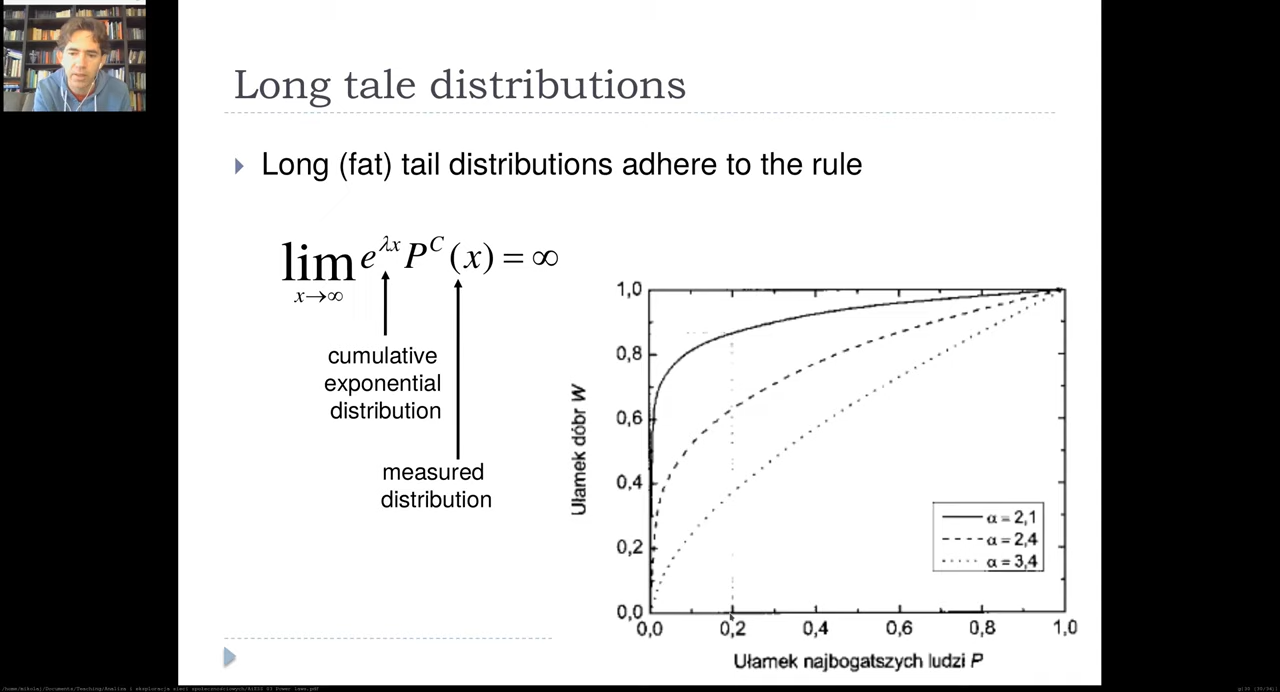 Long tale distributions
Long (fat) tail distributions adhere to the rule
lim e^λx P^C (x) = ∞
x→∞
cumulative
exponential
distribution
measured
distribution
Ułamek dóbr W
1,0
0,8
0,6
0,4
0,2
0,0
α = 2,1
α = 2,4
α = 3,4
0,0 0,2 0,4 0,6 0,8 1,0
Ułamek najbogatszych ludzi P